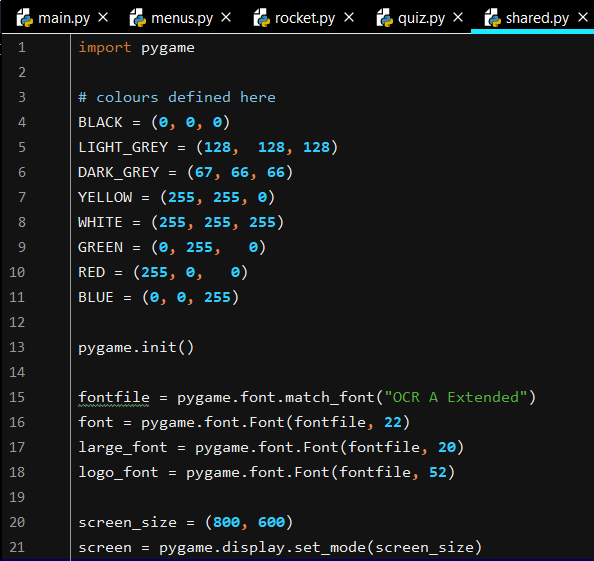 main.py × menus.py × rocket.py × quiz.py × shared.py ×
1 import pygame
2
3 # colours defined here
4 BLACK = (0, 0, 0)
5 LIGHT_GREY = (128,  128, 128)
6 DARK_GREY = (67, 66, 66)
7 YELLOW = (255, 255, 0)
8 WHITE = (255, 255, 255)
9 GREEN = (0, 255,   0)
10 RED = (255, 0,   0)
11 BLUE = (0, 0, 255)
12
13 pygame.init()
14
15 fontfile = pygame.font.match_font("OCR A Extended")
16 font = pygame.font.Font(fontfile, 22)
17 large_font = pygame.font.Font(fontfile, 20)
18 logo_font = pygame.font.Font(fontfile, 52)
19
20 screen_size = (800, 600)
21 screen = pygame.display.set_mode(screen_size)